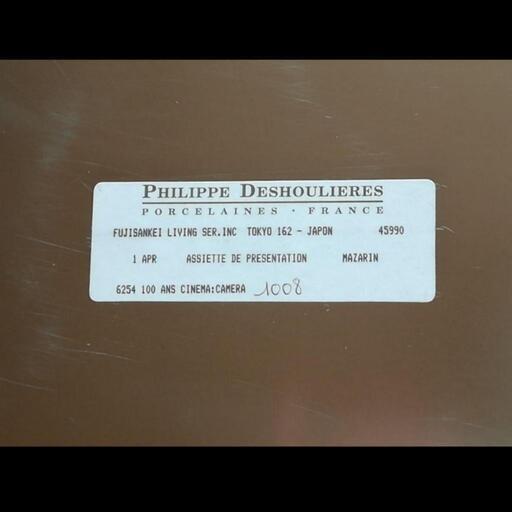 PHILIPPE DESHOULIERES
PORCELAINES · FRANCE
FUJISANKEI LIVING SER.INC TOKYO 162 - JAPON 45990
1 APR ASSIETTE DE PRESENTATION MAZARIN
6254 100 ANS CINEMA:CAMERA 1008